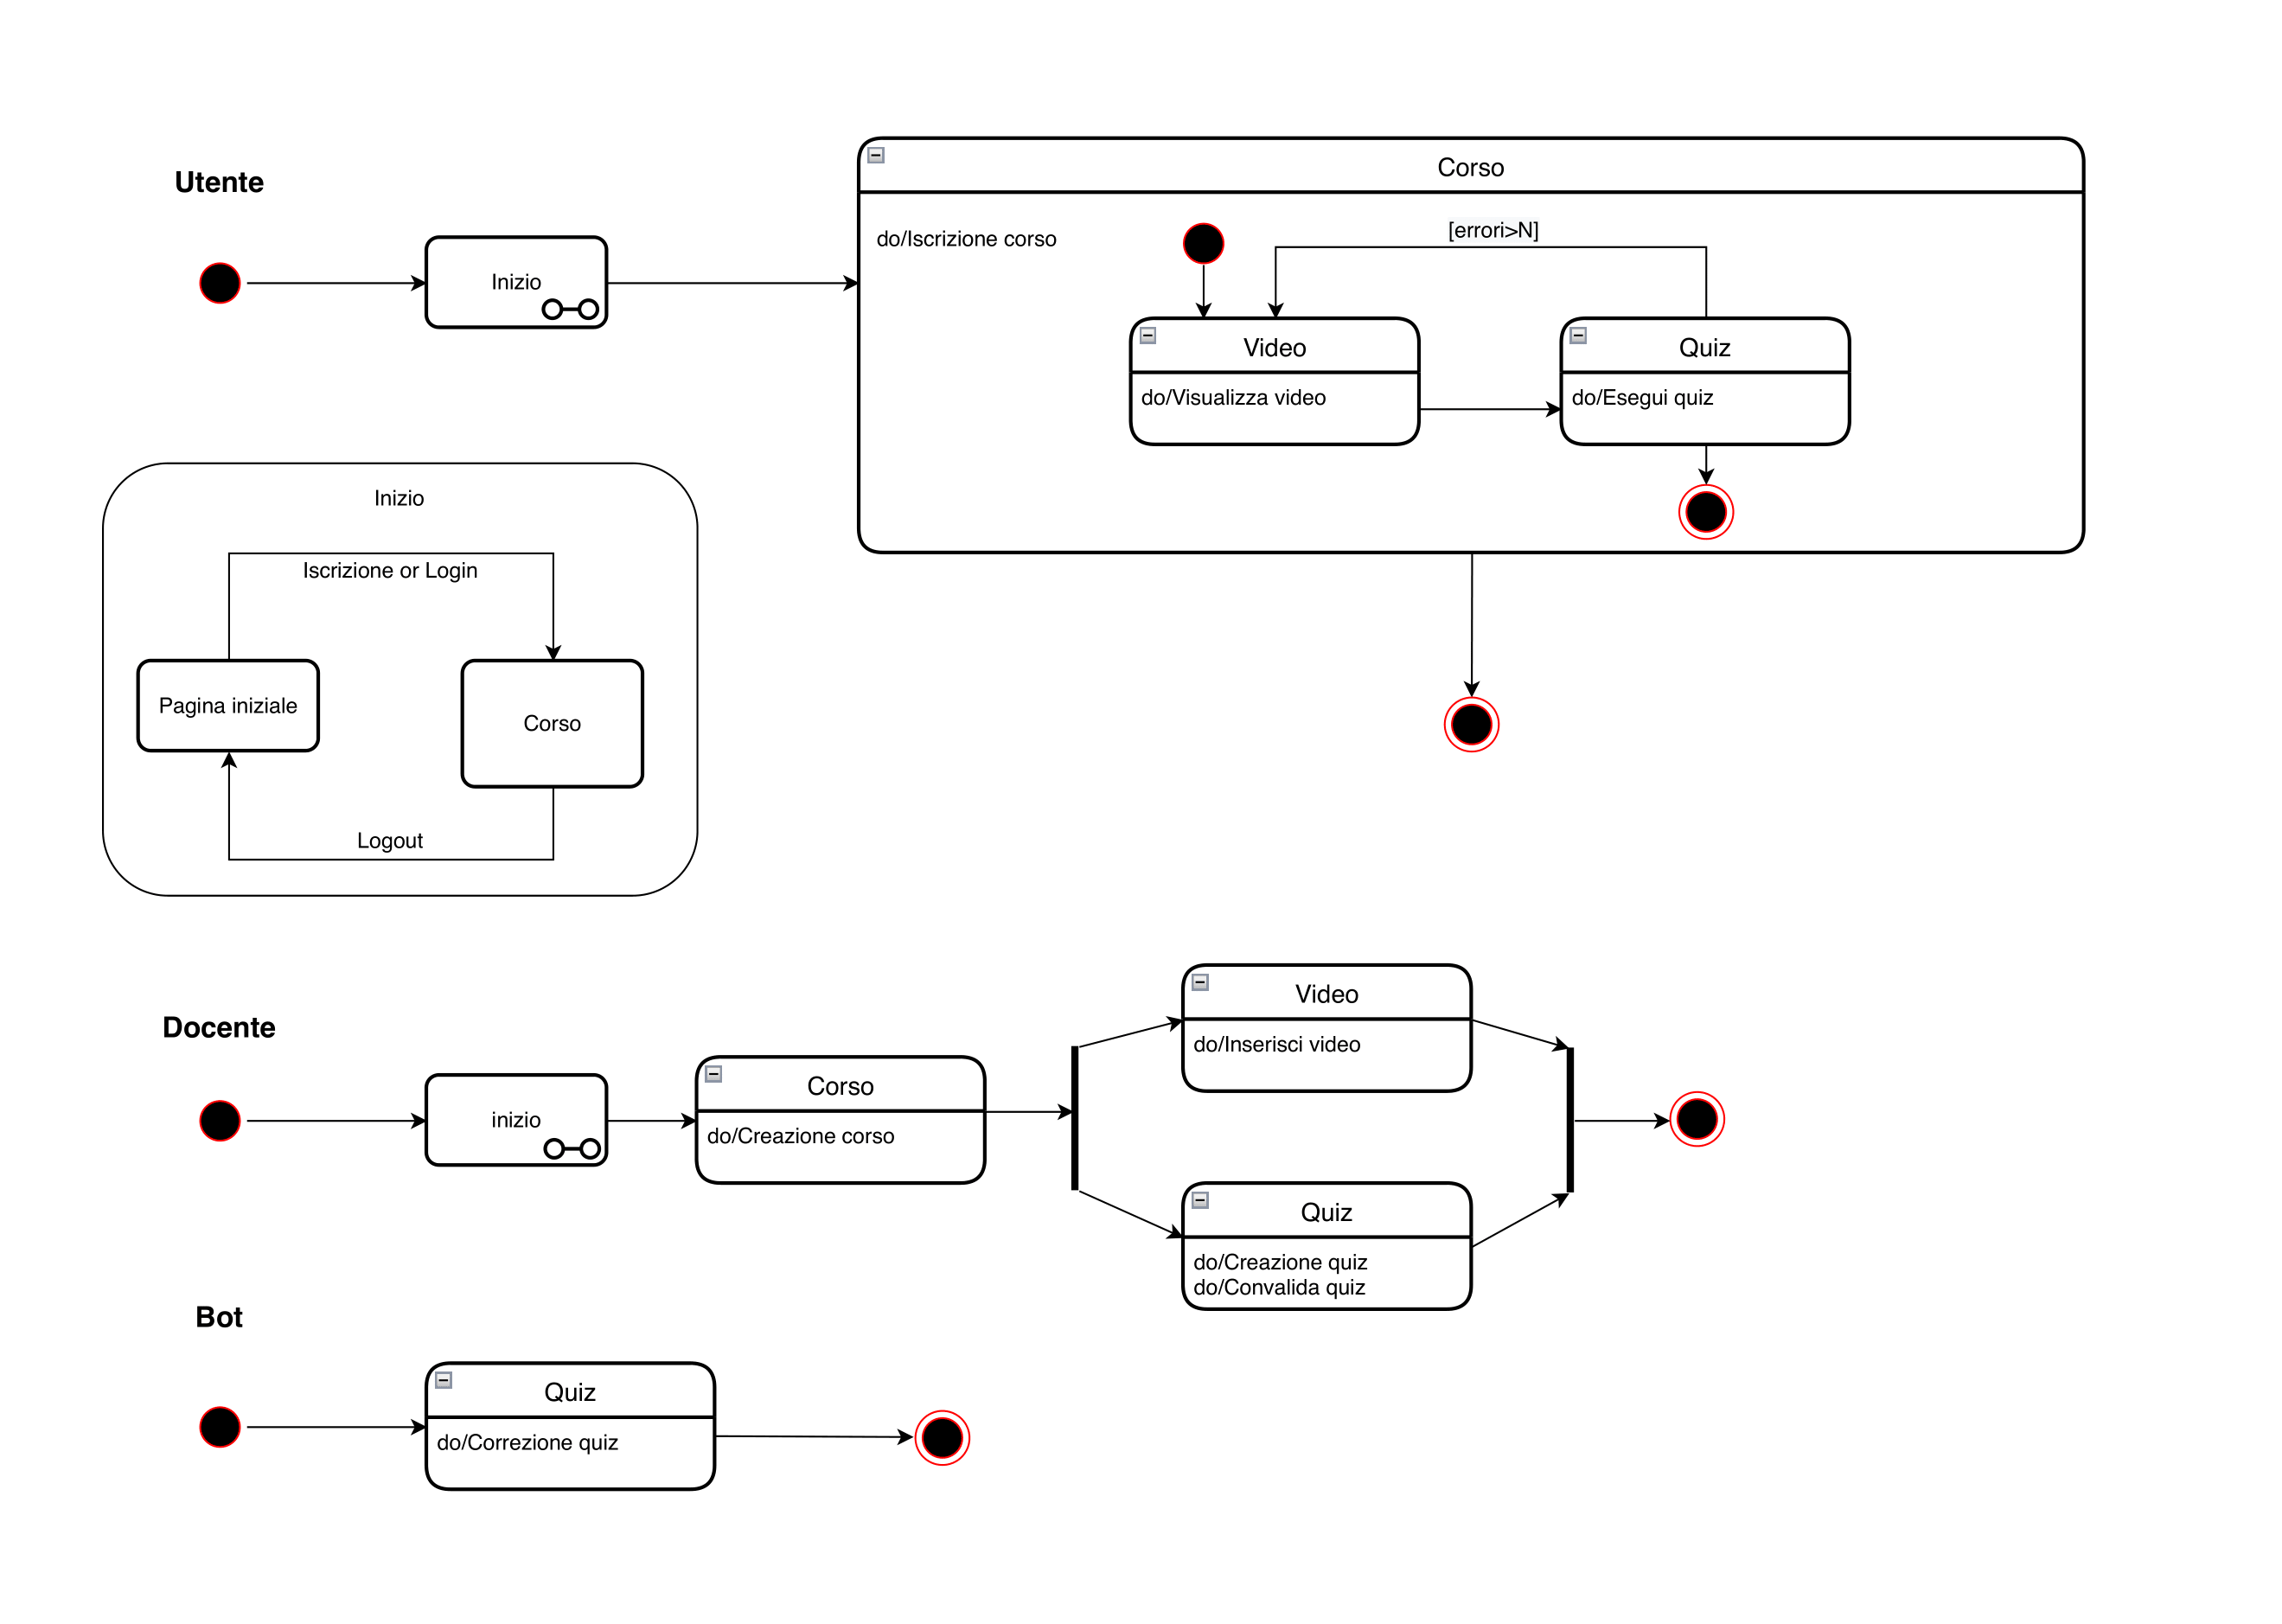 Utente
Inizio
Corso
do/Iscrizione corso
[errori>N]
Video
do/Visualizza video
Quiz
do/Esegui quiz
Inizio
Iscrizione or Login
Pagina iniziale
Corso
Logout
Docente
inizio
Corso
do/Creazione corso
Video
do/Inserisci video
Quiz
do/Creazione quiz
do/Convalida quiz
Bot
Quiz
do/Correzione quiz